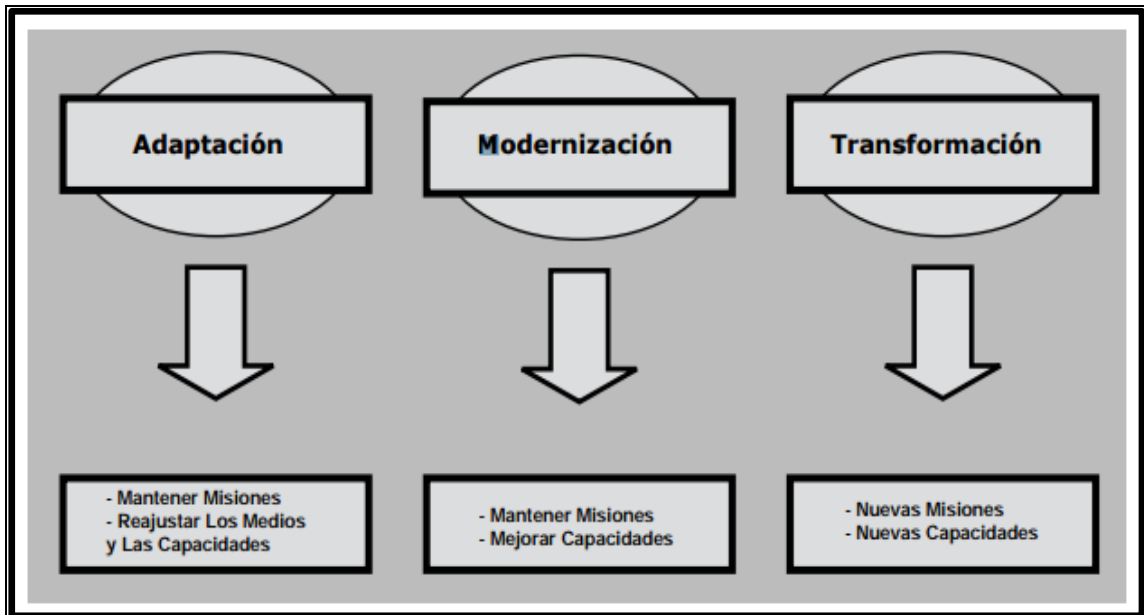 Adaptación
Modernización
Transformación
- Mantener Misiones
- Reajustar Los Medios
y Las Capacidades
- Mantener Misiones
- Mejorar Capacidades
- Nuevas Misiones
- Nuevas Capacidades